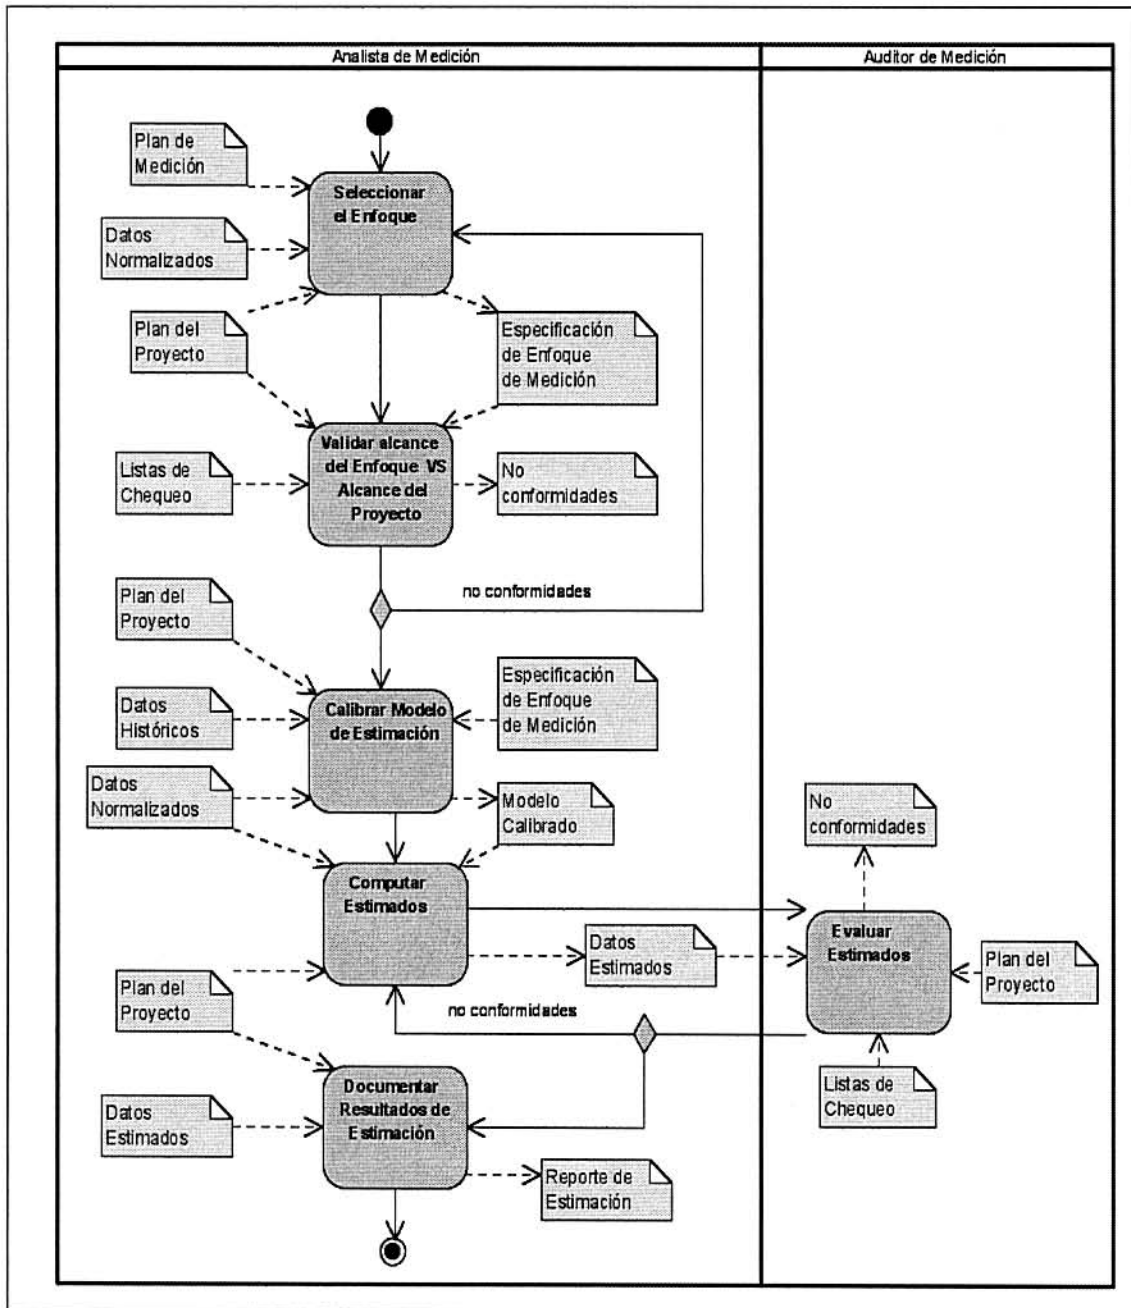 Analista de Medición
Auditor de Medición
Plan de
Medición
Seleccionar
el Enfoque
Datos
Normalizados
Plan del
Proyecto
Especificación
de Enfoque
de Medición
Validar alcance
del Enfoque VS
Alcance del
Proyecto
Listas de
Chequeo
No
conformidades
no conformidades
Plan del
Proyecto
Especificación
de Enfoque
de Medición
Datos
Históricos
Calibrar Modelo
de Estimación
Datos
Normalizados
Modelo
Calibrado
No
conformidades
Computar
Estimados
Datos
Estimados
Evaluar
Estimados
Plan del
Proyecto
Plan del
Proyecto
no conformidades
Listas de
Chequeo
Documentar
Resultados de
Estimación
Datos
Estimados
Reporte de
Estimación